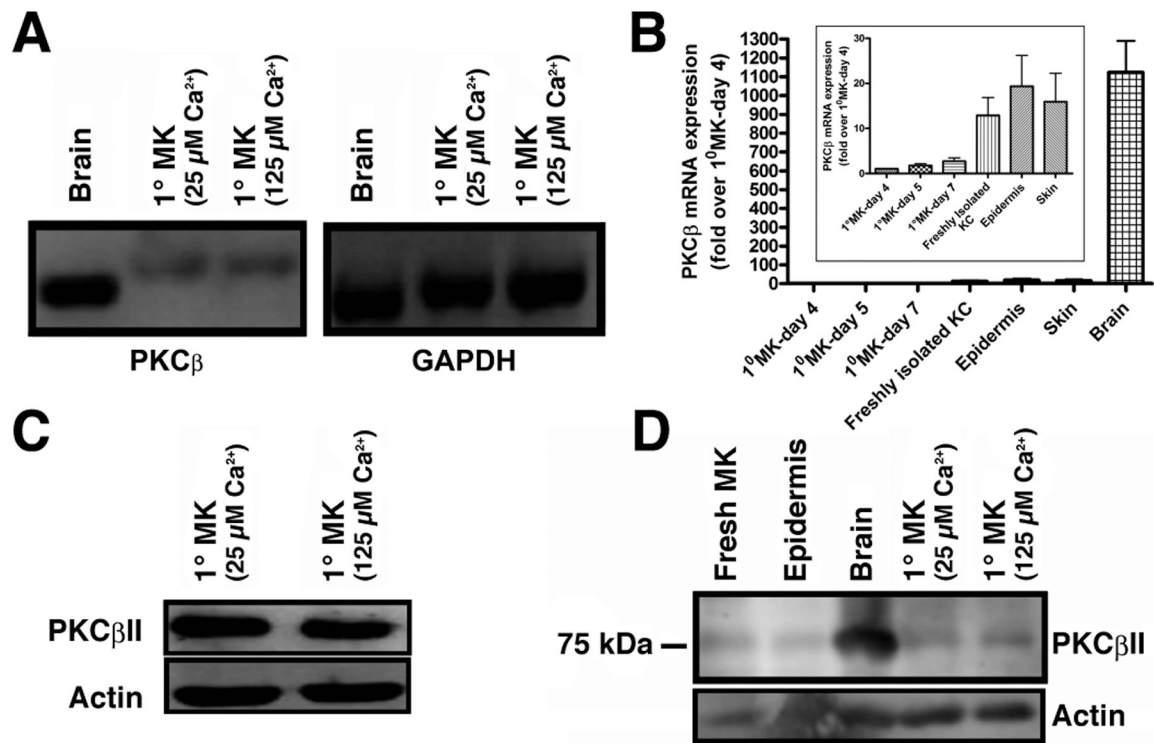 A
Brain
1° MK
(25 µM Ca²⁺)
1° MK
(125 µM Ca²⁺)
Brain
1° MK
(25 µM Ca²⁺)
1° MK
(125 µM Ca²⁺)
PKCβ
GAPDH
B
PKCβ mRNA expression
(fold over 1⁰MK-day 4)
1300
1200
1100
1000
900
800
700
600
500
400
300
200
100
0
PKCβ mRNA expression
(fold over 1⁰MK-day 4)
30
20
10
0
1°MK-day 4
1°MK-day 5
1°MK-day 7
Freshly Isolated
KC
Epidermis
Skin
1⁰MK-day 4
1⁰MK-day 5
1⁰MK-day 7
Freshly isolated KC
Epidermis
Skin
Brain
C
1° MK
(25 µM Ca²⁺)
1° MK
(125 µM Ca²⁺)
PKCβII
Actin
D
Fresh MK
Epidermis
Brain
1° MK
(25 µM Ca²⁺)
1° MK
(125 µM Ca²⁺)
75 kDa
PKCβII
Actin